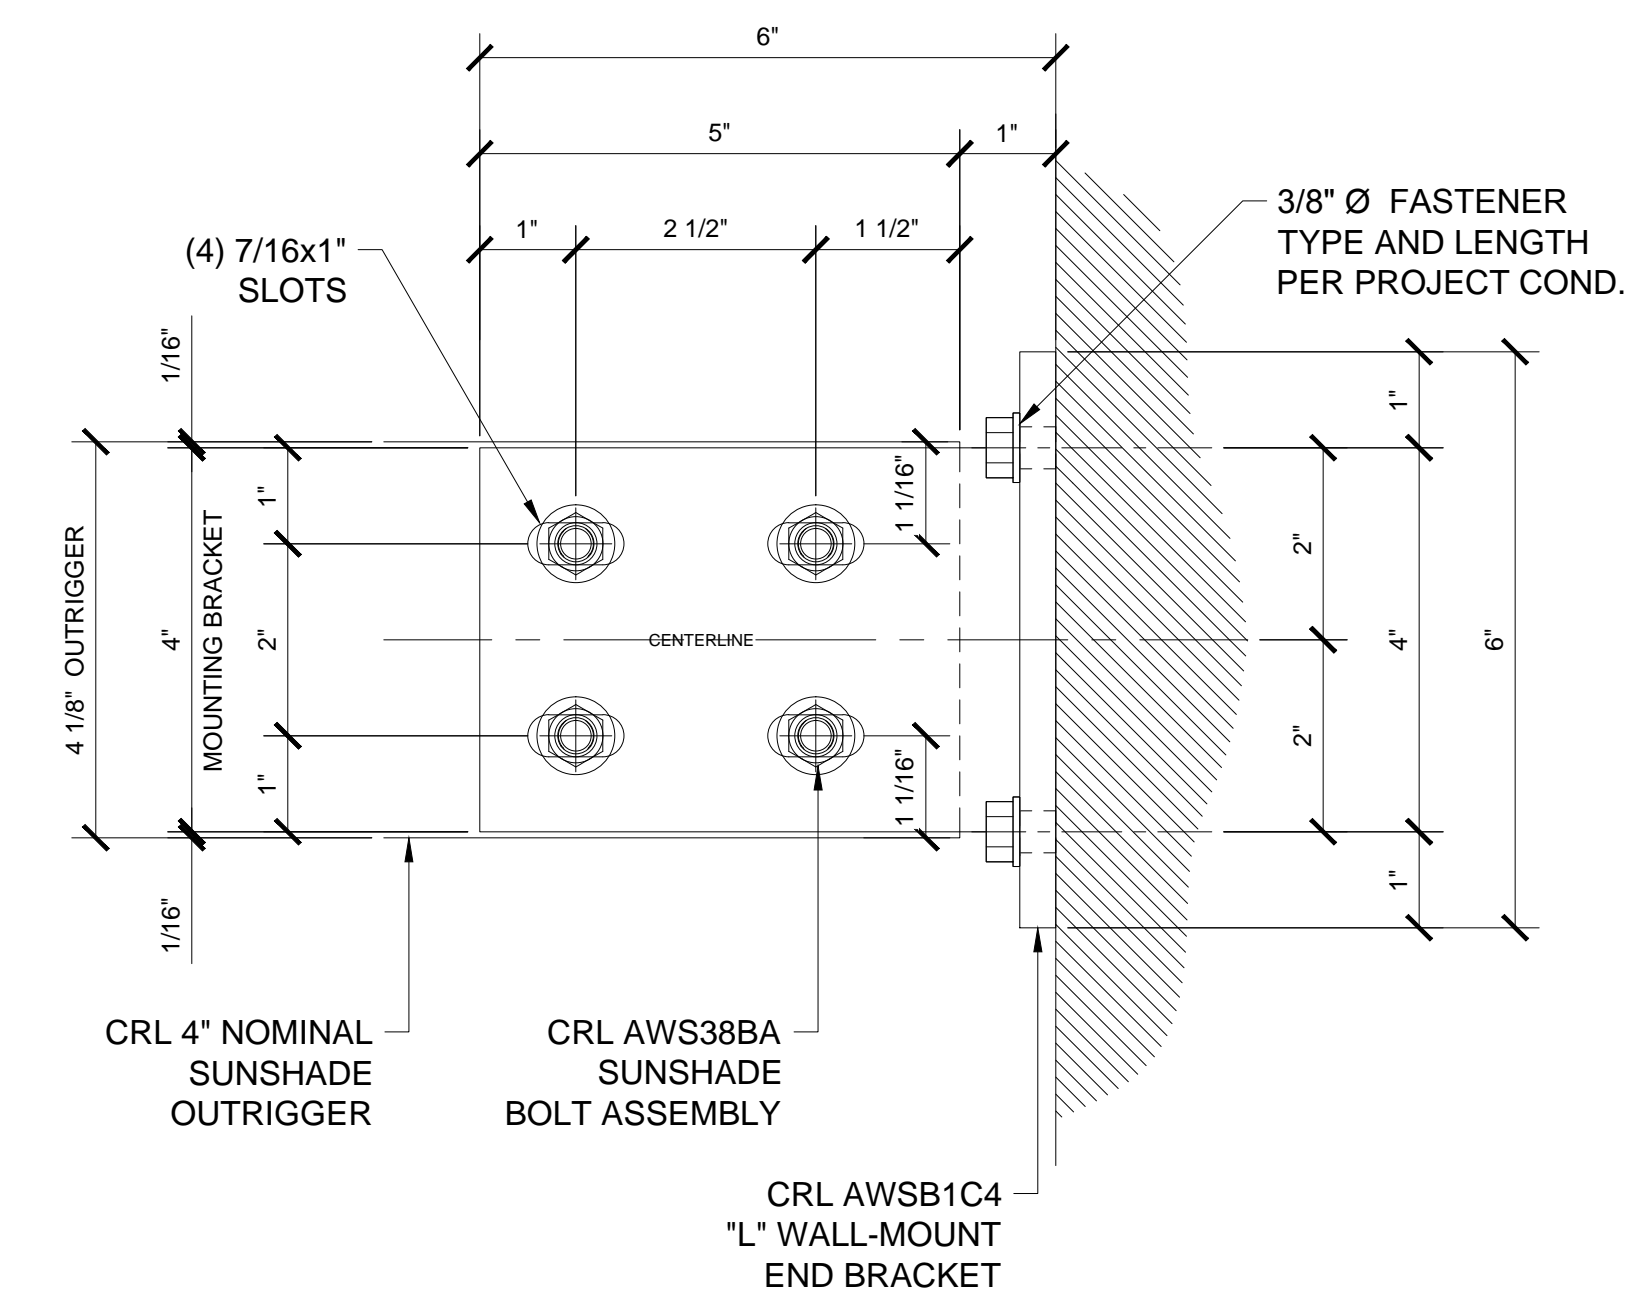 6"
5"
1"
1"
2 1/2"
1 1/2"
(4) 7/16x1"
SLOTS
3/8" Ø FASTENER
TYPE AND LENGTH
PER PROJECT COND.
1/16"
4 1/8" OUTRIGGER
4"
MOUNTING BRACKET
1"
2"
1"
1/16"
1 1/16"
1 1/16"
CENTERLINE
2"
2"
1"
4"
1"
6"
CRL 4" NOMINAL
SUNSHADE
OUTRIGGER
CRL AWS38BA
SUNSHADE
BOLT ASSEMBLY
CRL AWSB1C4
"L" WALL-MOUNT
END BRACKET